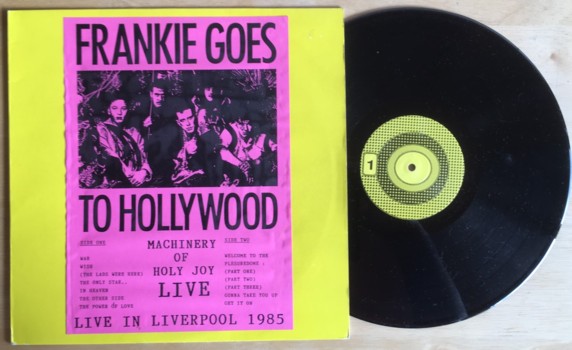 FRANKIE GOES
TO HOLLYWOOD
MACHINERY
OF
HOLY JOY
LIVE
SIDE ONE
WAR
WISH
(THE LADS WERE HERE)
THE ONLY STAR..
IN HEAVEN
THE OTHER SIDE
THE POWER OF LOVE
SIDE TWO
WELCOME TO THE
PLEASUREDOME :
(PART ONE)
(PART TWO)
(PART THREE)
GONNA TAKE YOU UP
GET IT ON
LIVE IN LIVERPOOL 1985
1